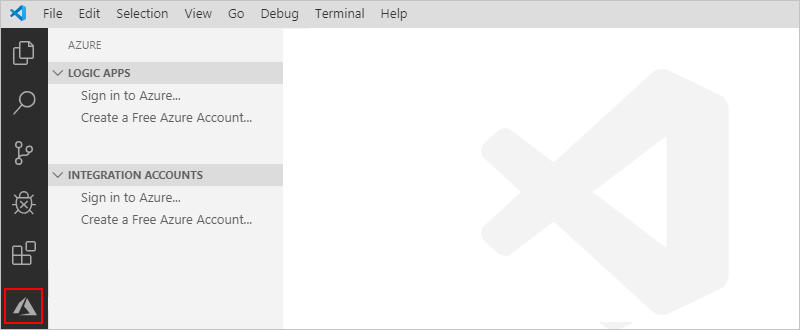 File Edit Selection View Go Debug Terminal Help
AZURE
LOGIC APPS
Sign in to Azure...
Create a Free Azure Account...
INTEGRATION ACCOUNTS
Sign in to Azure...
Create a Free Azure Account...